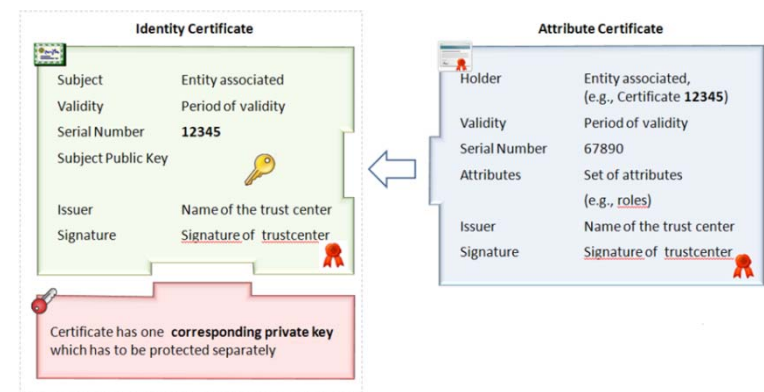 Identity Certificate
Subject Entity associated
Validity Period of validity
Serial Number 12345
Subject Public Key
Issuer Name of the trust center
Signature Signature of trustcenter
Certificate has one corresponding private key
which has to be protected separately
Attribute Certificate
Holder Entity associated,
(e.g., Certificate 12345)
Validity Period of validity
Serial Number 67890
Attributes Set of attributes
(e.g., roles)
Issuer Name of the trust center
Signature Signature of trustcenter